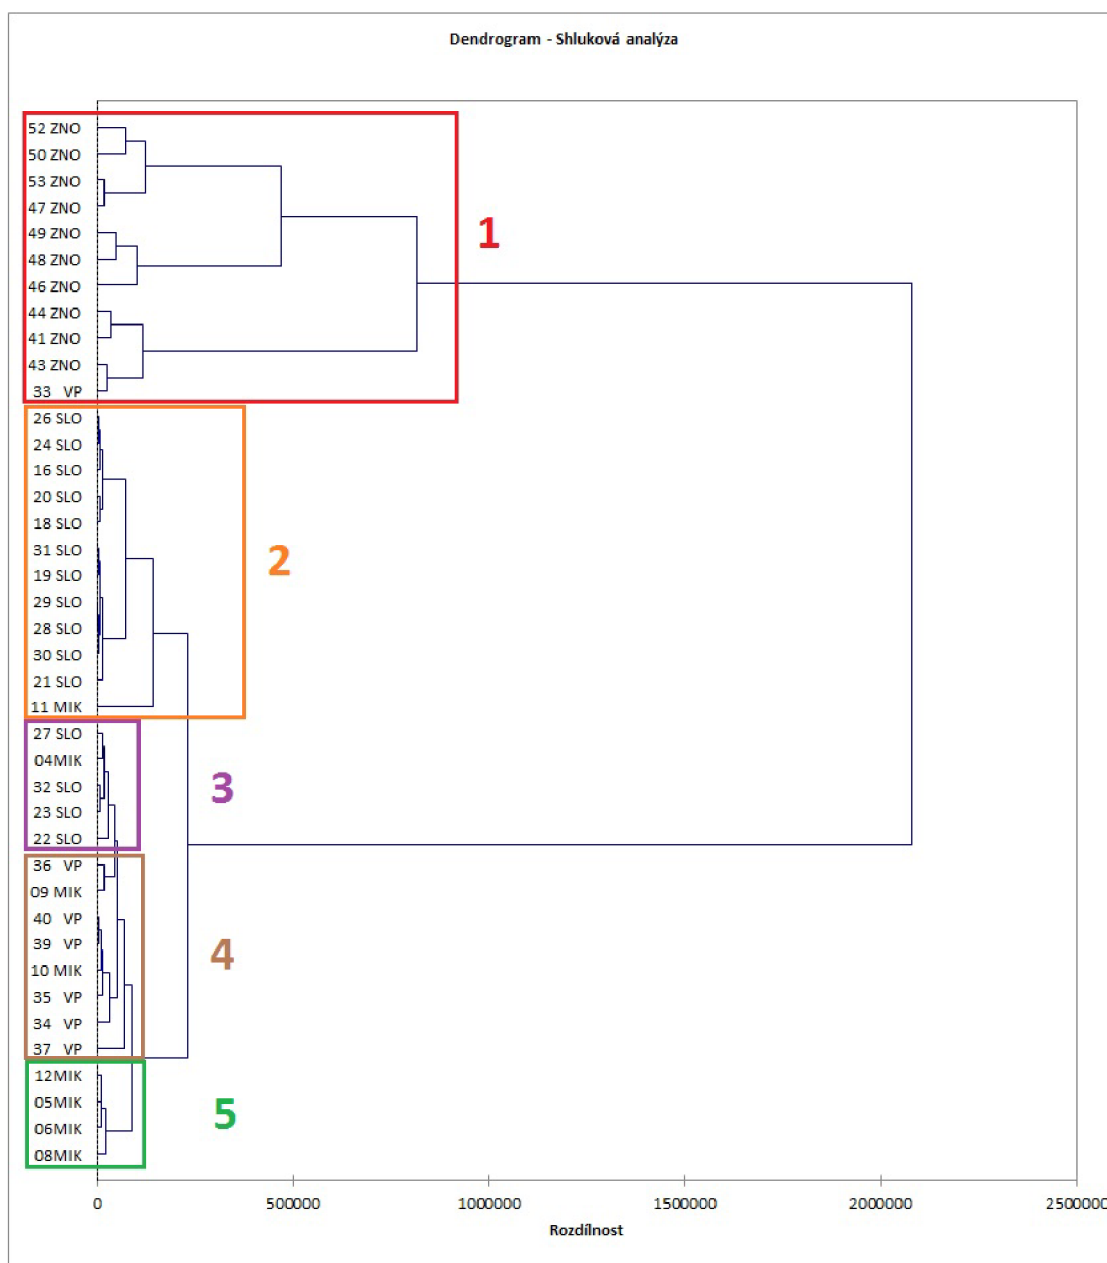 Dendrogram - Shluková analýza
52 ZNO
50 ZNO
53 ZNO
47 ZNO
49 ZNO
48 ZNO
46 ZNO
44 ZNO
41 ZNO
43 ZNO
33 VP
1
26 SLO
24 SLO
16 SLO
20 SLO
18 SLO
31 SLO
19 SLO
29 SLO
28 SLO
30 SLO
21 SLO
11 MIK
2
27 SLO
04MIK
32 SLO
23 SLO
22 SLO
3
36 VP
09 MIK
40 VP
39 VP
10 MIK
35 VP
34 VP
37 VP
4
12MIK
05MIK
06MIK
08MIK
5
0 500000 1000000 1500000 2000000 2500000
Rozdílnost